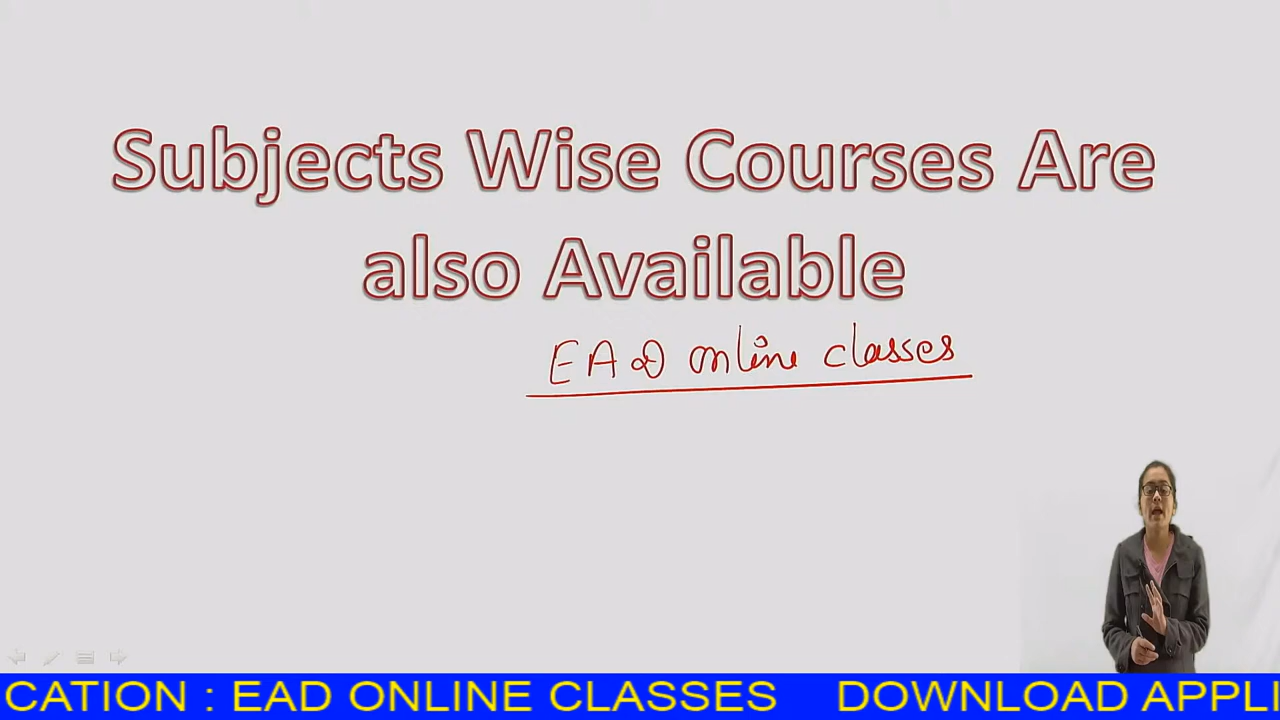 Subjects Wise Courses Are
also Available
EAD online classes
CATION : EAD ONLINE CLASSES DOWNLOAD APPLI